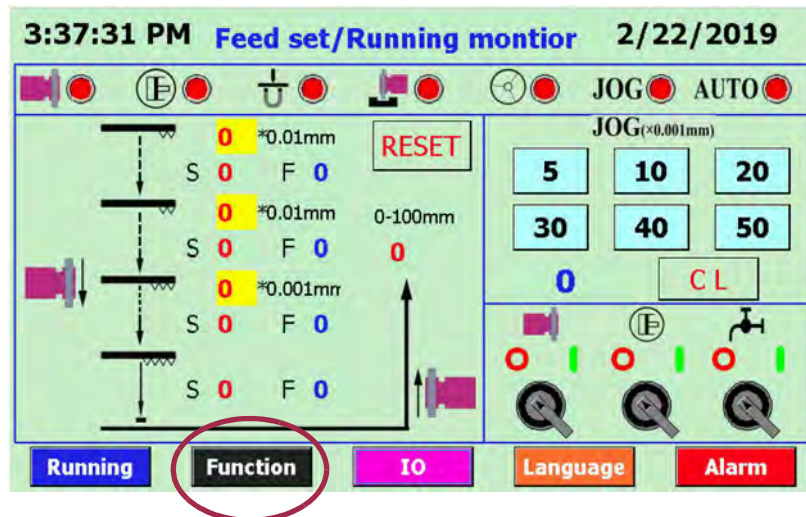 3:37:31 PM Feed set/Running montior 2/22/2019
JOG AUTO
0 *0.01mm
S 0 F 0
RESET
0 *0.01mm
S 0 F 0
0-100mm
0
0 *0.001mm
S 0 F 0
S 0 F 0
JOG(×0.001mm)
5 10 20
30 40 50
0 C L
O I O I O I
Running Function IO Language Alarm